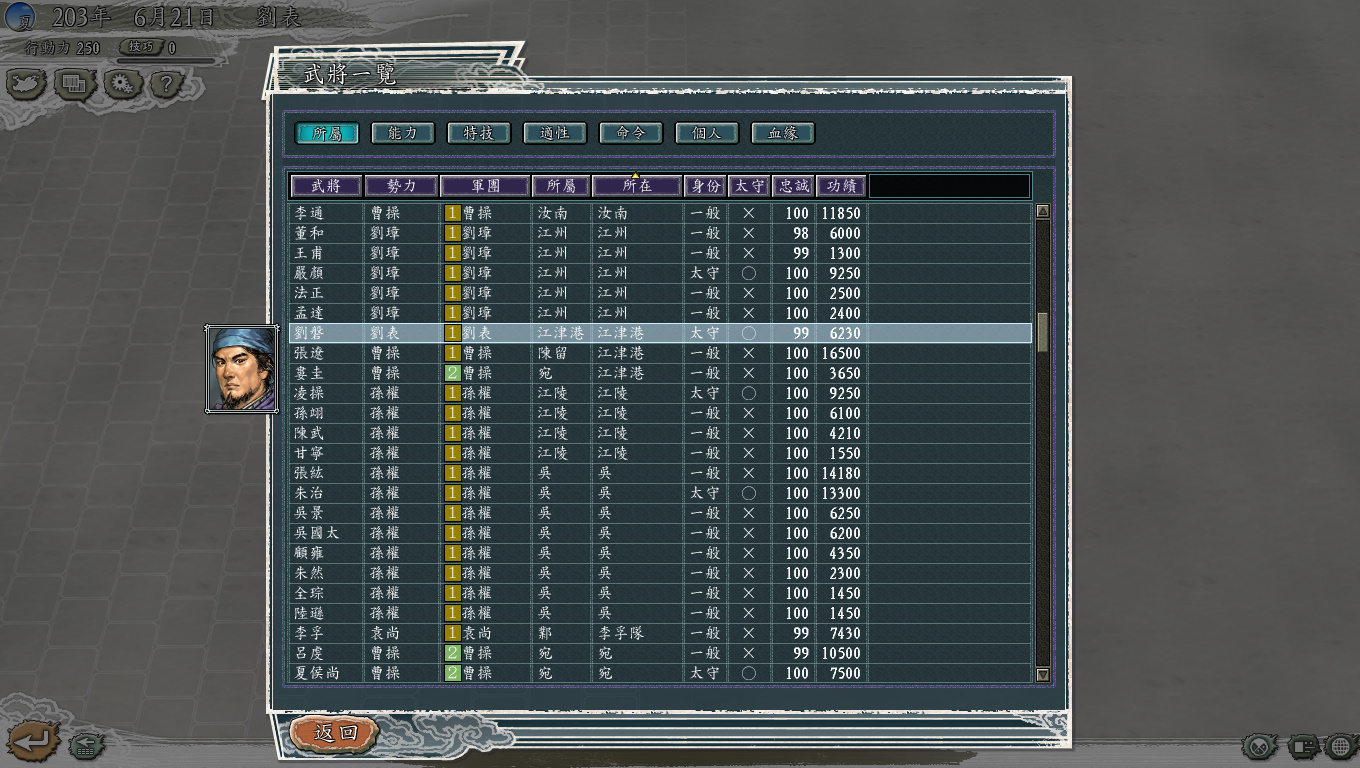 夏 203年 6月21日 劉表
行動力 250 技巧 0
?
武將一覽
所屬 能力 特技 適性 命令 個人 血緣
武將 勢力 軍團 所屬 所在 身份 太守 忠誠 功績
李通 曹操 1 曹操 汝南 汝南 一般 × 100 11850
董和 劉璋 1 劉璋 江州 江州 一般 × 98 6000
王甫 劉璋 1 劉璋 江州 江州 一般 × 99 1300
嚴顏 劉璋 1 劉璋 江州 江州 太守 ○ 100 9250
法正 劉璋 1 劉璋 江州 江州 一般 × 100 2500
孟達 劉璋 1 劉璋 江州 江州 一般 × 100 2400
劉磐 劉表 1 劉表 江津港 江津港 太守 ○ 99 6230
張遼 曹操 1 曹操 陳留 江津港 一般 × 100 16500
婁圭 曹操 2 曹操 宛 江津港 一般 × 100 3650
凌操 孫權 1 孫權 江陵 江陵 太守 ○ 100 9250
孫翊 孫權 1 孫權 江陵 江陵 一般 × 100 6100
陳武 孫權 1 孫權 江陵 江陵 一般 × 100 4210
甘寧 孫權 1 孫權 江陵 江陵 一般 × 100 1550
張紘 孫權 1 孫權 吳 吳 一般 × 100 14180
朱治 孫權 1 孫權 吳 吳 太守 ○ 100 13300
吳景 孫權 1 孫權 吳 吳 一般 × 100 6250
吳國太 孫權 1 孫權 吳 吳 一般 × 100 6200
顧雍 孫權 1 孫權 吳 吳 一般 × 100 4350
朱然 孫權 1 孫權 吳 吳 一般 × 100 2300
全琮 孫權 1 孫權 吳 吳 一般 × 100 1450
陸遜 孫權 1 孫權 吳 吳 一般 × 100 1450
李孚 袁尚 1 袁尚 鄴 李孚隊 一般 × 99 7430
呂虔 曹操 2 曹操 宛 宛 一般 × 99 10500
夏侯尚 曹操 2 曹操 宛 宛 太守 ○ 100 7500
返回